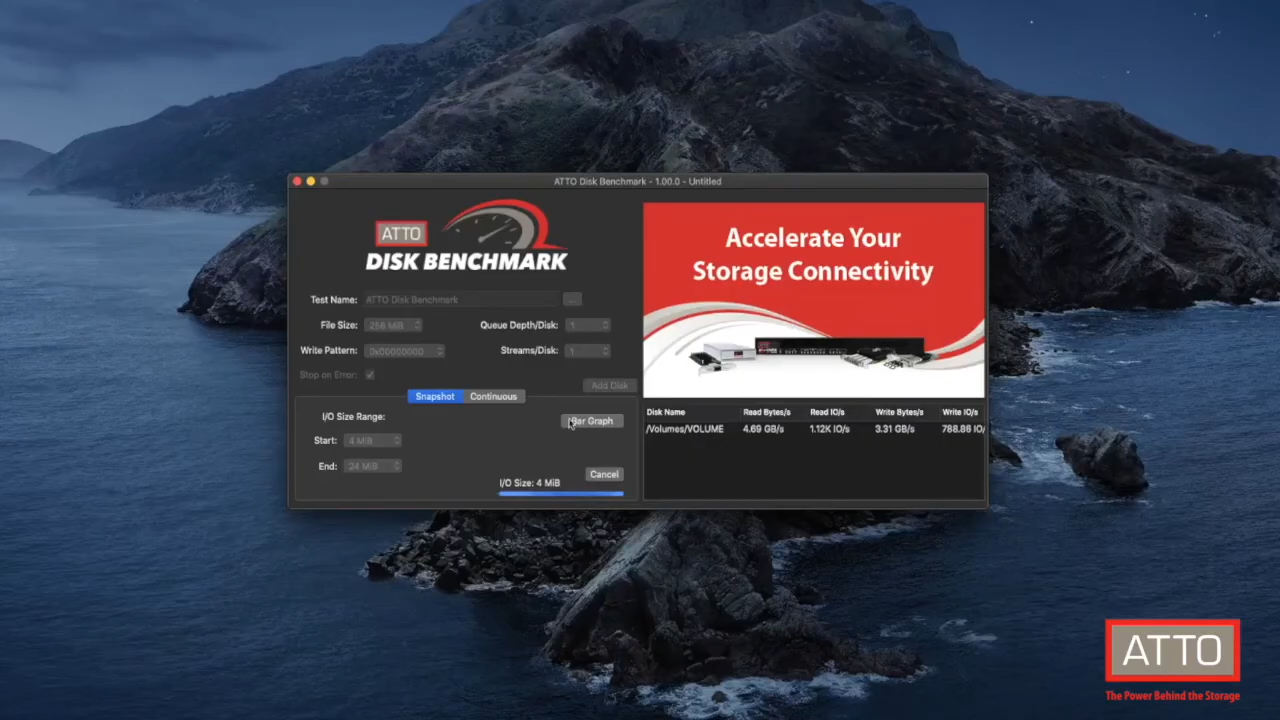 ATTO Disk Benchmark - 1.00.0 - Untitled
ATTO
DISK BENCHMARK
Test Name: ATTO Disk Benchmark ...
File Size: 256 MiB Queue Depth/Disk: 1
Write Pattern: 0x00000000 Streams/Disk: 1
Stop on Error:
Add Disk
Snapshot Continuous
I/O Size Range: Bar Graph
Start: 4 MiB
End: 24 MiB
Cancel
I/O Size: 4 MiB
Accelerate Your
Storage Connectivity
Disk Name Read Bytes/s Read IO/s Write Bytes/s Write IO/s
/Volumes/VOLUME 4.69 GB/s 1.12K IO/s 3.31 GB/s 788.86 IO/
ATTO
The Power Behind the Storage